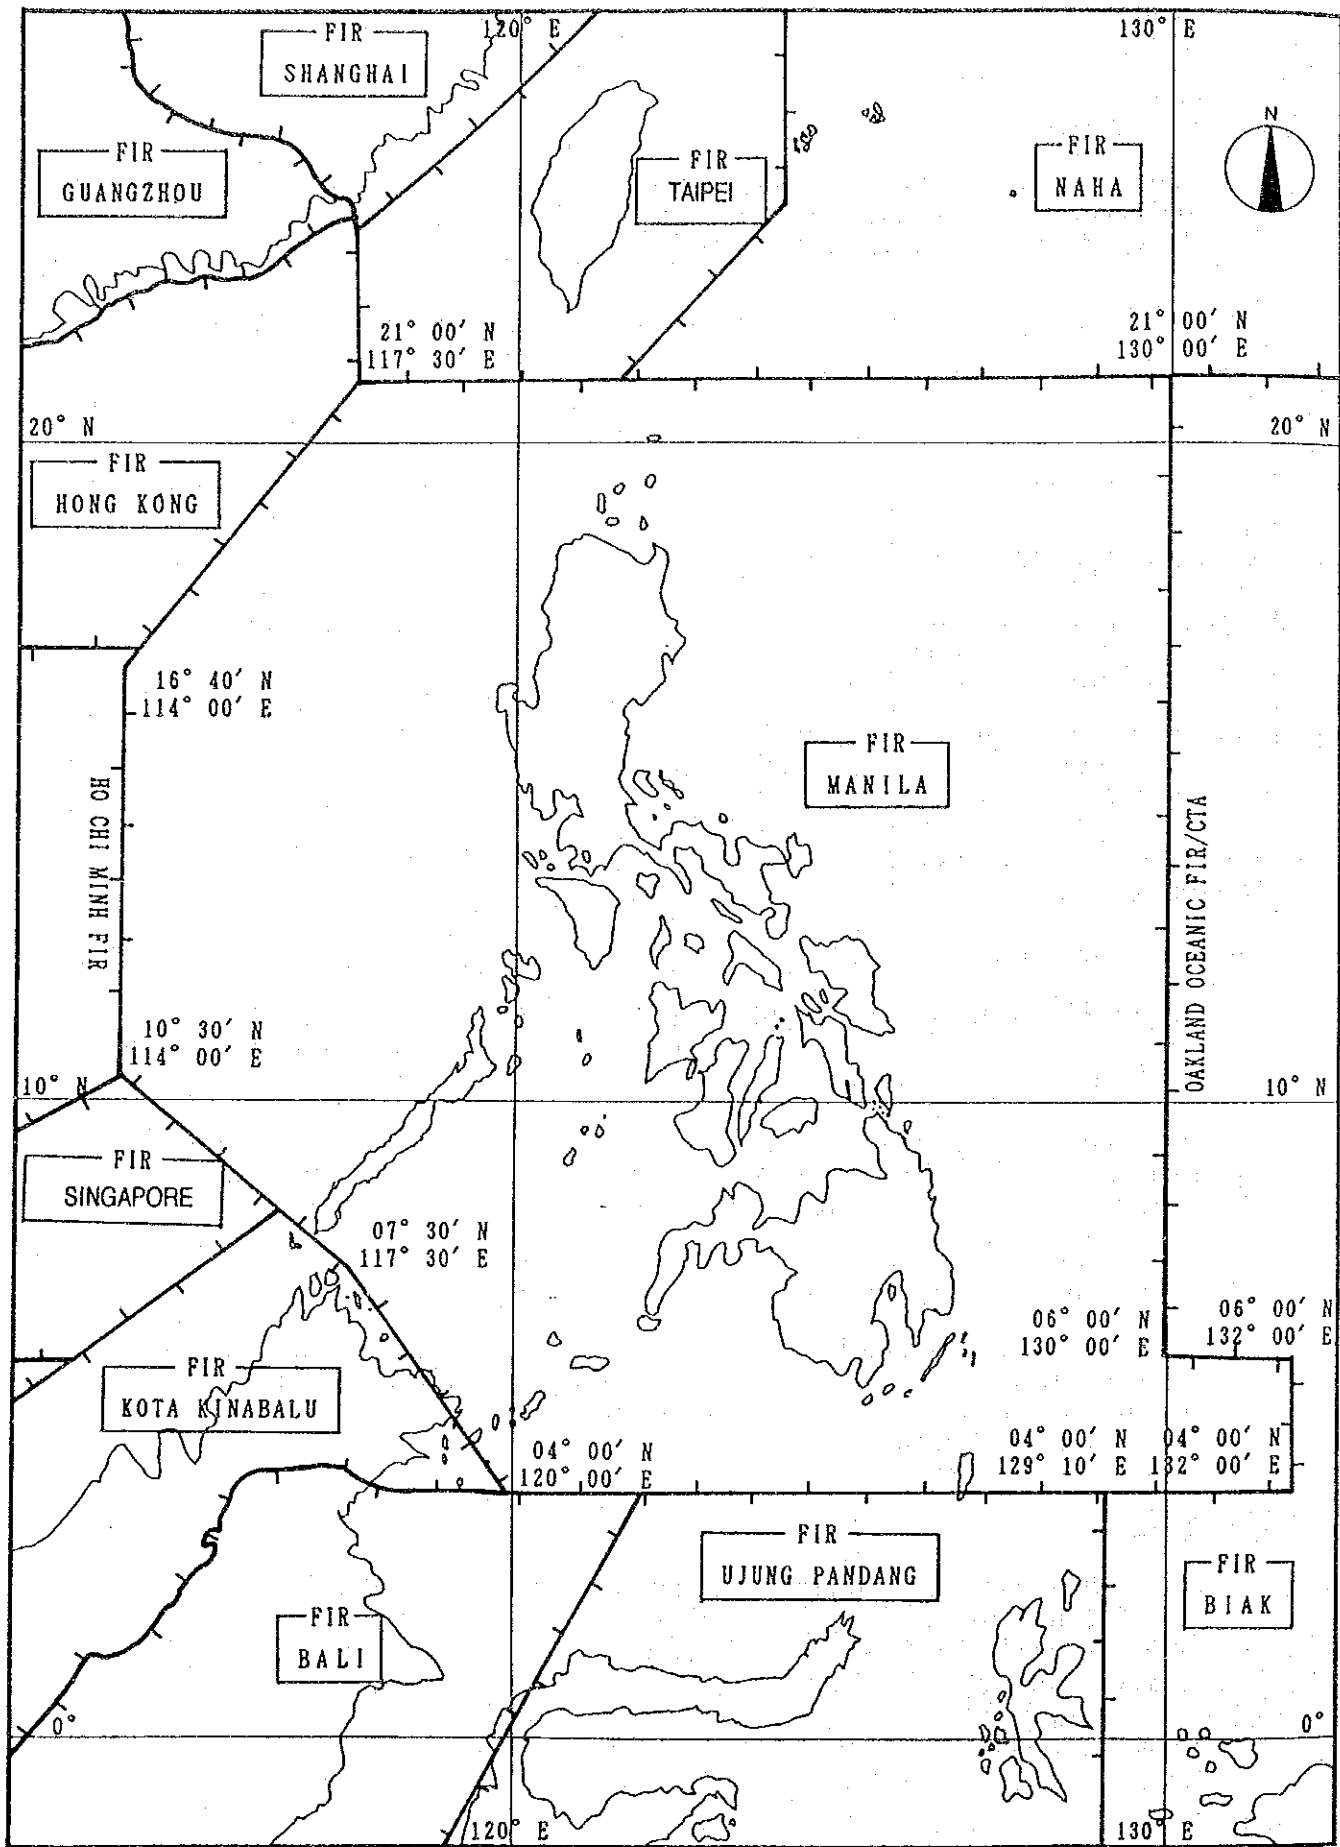 120° E
130° E
FIR
SHANGHAI
N
FIR
GUANGZHOU
FIR
TAIPEI
FIR
NAHA
21° 00′ N
117° 30′ E
21° 00′ N
130° 00′ E
20° N
20° N
FIR
HONG KONG
16° 40′ N
114° 00′ E
FIR
MANILA
HO CHI MINH FIR
OAKLAND OCEANIC FIR/CTA
10° 30′ N
114° 00′ E
10° N
10° N
FIR
SINGAPORE
07° 30′ N
117° 30′ E
06° 00′ N
130° 00′ E
06° 00′ N
132° 00′ E
FIR
KOTA KINABALU
04° 00′ N
120° 00′ E
04° 00′ N
129° 10′ E
04° 00′ N
132° 00′ E
FIR
UJUNG PANDANG
FIR
BIAK
FIR
BALI
0°
0°
120° E
130° E